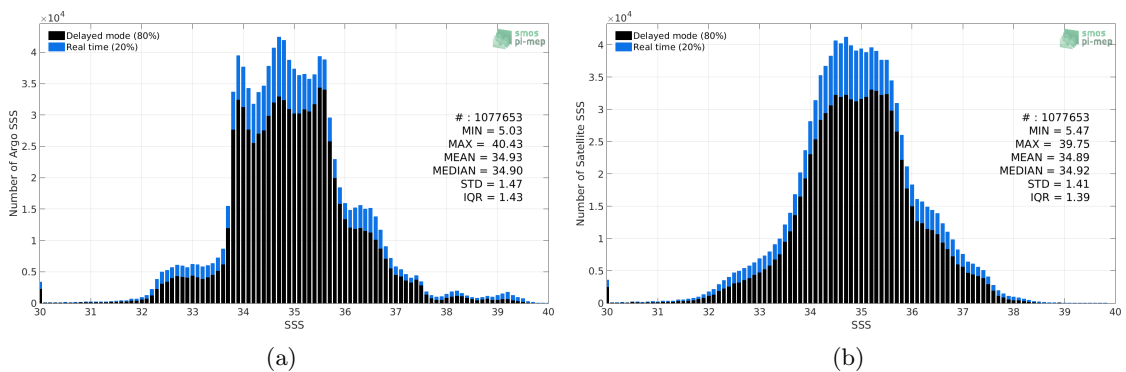 ×10⁴
Delayed mode (80%)
Real time (20%)
smos
pi-mep
Number of Argo SSS
4
3.5
3
2.5
2
1.5
1
0.5
0
# : 1077653
MIN = 5.03
MAX = 40.43
MEAN = 34.93
MEDIAN = 34.90
STD = 1.47
IQR = 1.43
30 31 32 33 34 35 36 37 38 39 40
SSS
(a)
×10⁴
Delayed mode (80%)
Real time (20%)
smos
pi-mep
Number of Satellite SSS
4
3.5
3
2.5
2
1.5
1
0.5
0
# : 1077653
MIN = 5.47
MAX = 39.75
MEAN = 34.89
MEDIAN = 34.92
STD = 1.41
IQR = 1.39
30 31 32 33 34 35 36 37 38 39 40
SSS
(b)